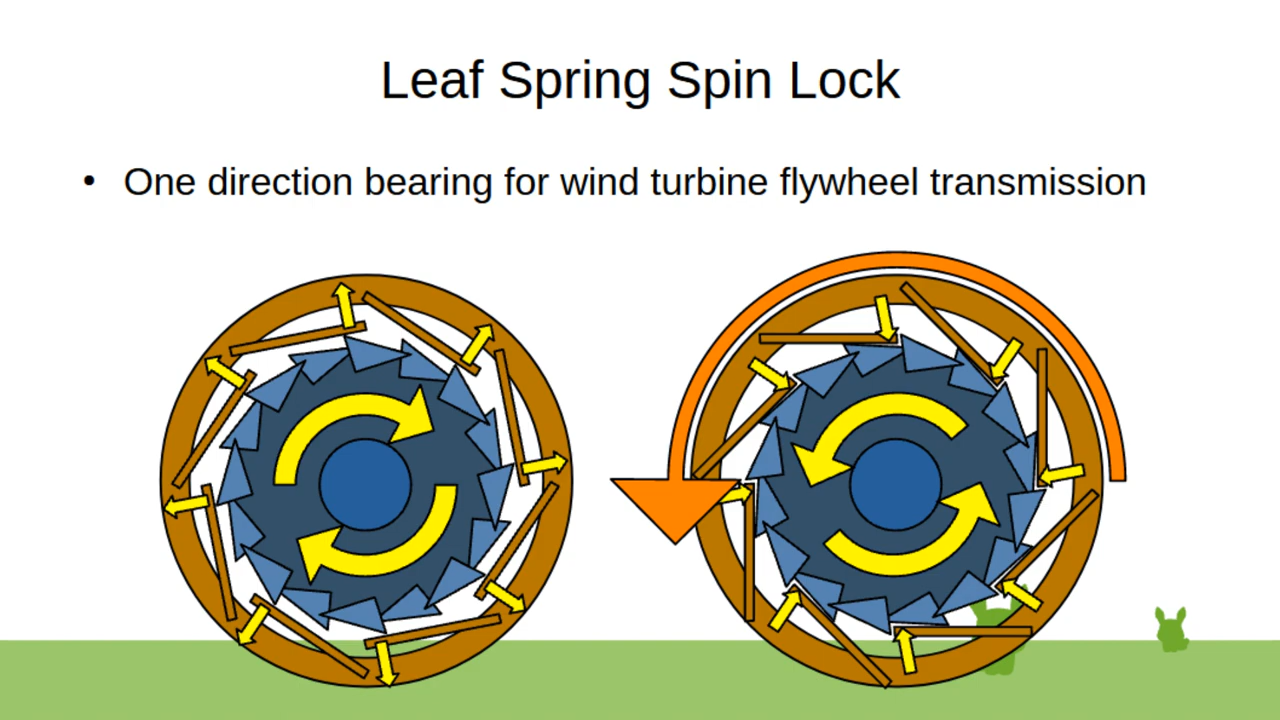 Leaf Spring Spin Lock
• One direction bearing for wind turbine flywheel transmission